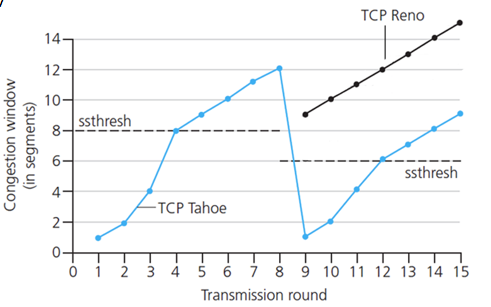 TCP Reno
14
12
10
8
6
4
2
0
ssthresh
ssthresh
TCP Tahoe
Congestion window
(in segments)
0 1 2 3 4 5 6 7 8 9 10 11 12 13 14 15
Transmission round